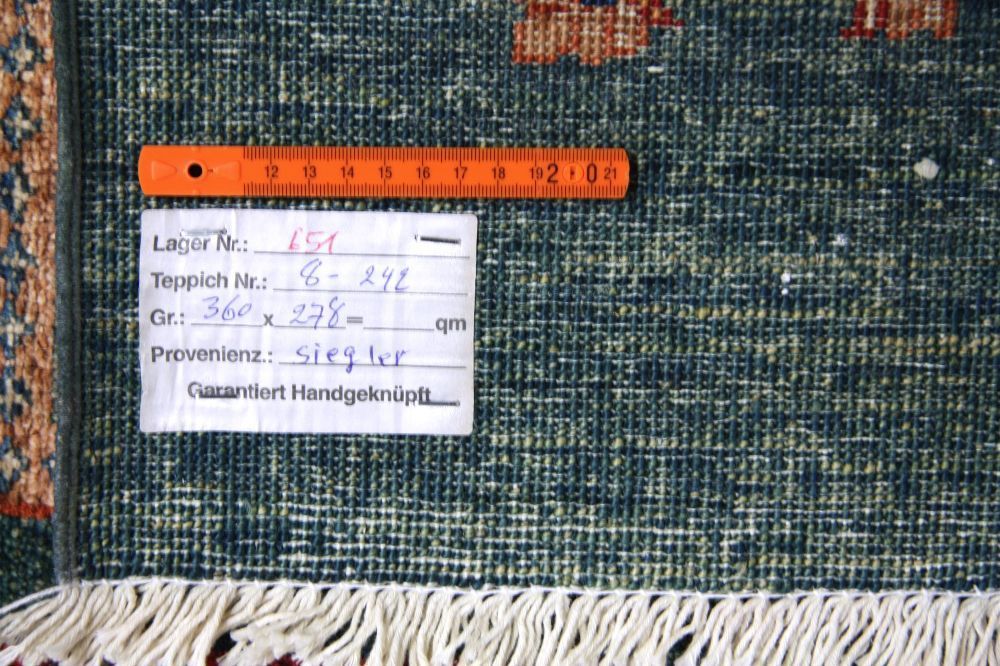 12 13 14 15 16 17 18 19 20 21
Lager Nr.: 651
Teppich Nr.: 8 - 242
Gr.: 360 x 278 = qm
Provenienz.: siegler
Garantiert Handgeknüpft